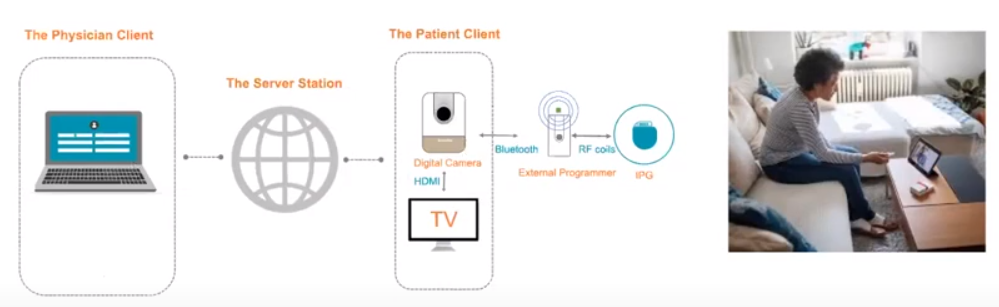 The Physician Client
The Server Station
The Patient Client
Digital Camera
HDMI
TV
Bluetooth
External Programmer
RF coils
IPG